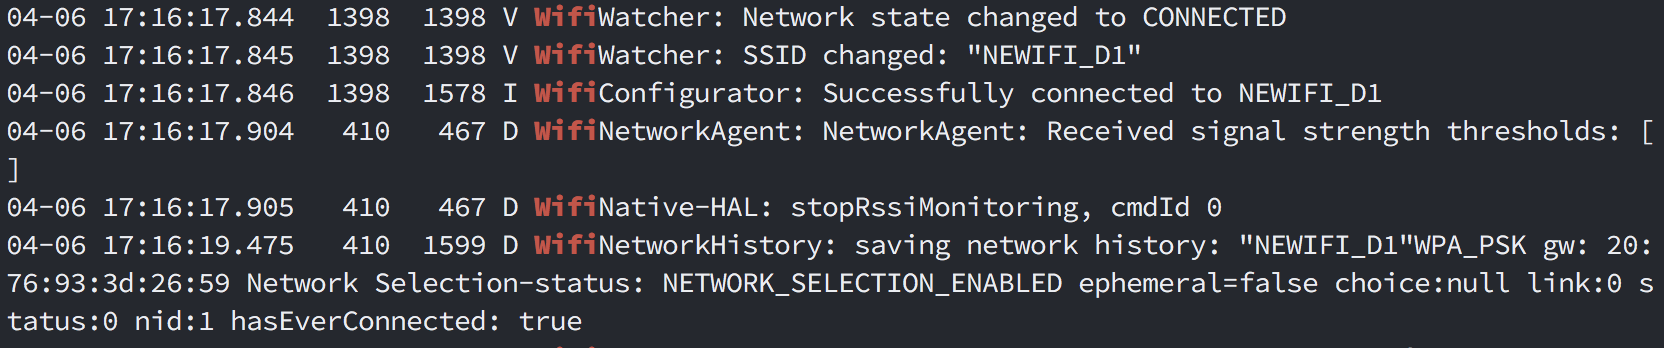 04-06 17:16:17.844  1398  1398 V WifiWatcher: Network state changed to CONNECTED
04-06 17:16:17.845  1398  1398 V WifiWatcher: SSID changed: "NEWIFI_D1"
04-06 17:16:17.846  1398  1578 I WifiConfigurator: Successfully connected to NEWIFI_D1
04-06 17:16:17.904   410   467 D WifiNetworkAgent: NetworkAgent: Received signal strength thresholds: [
]
04-06 17:16:17.905   410   467 D WifiNative-HAL: stopRssiMonitoring, cmdId 0
04-06 17:16:19.475   410  1599 D WifiNetworkHistory: saving network history: "NEWIFI_D1"WPA_PSK gw: 20:
76:93:3d:26:59 Network Selection-status: NETWORK_SELECTION_ENABLED ephemeral=false choice:null link:0 s
tatus:0 nid:1 hasEverConnected: true